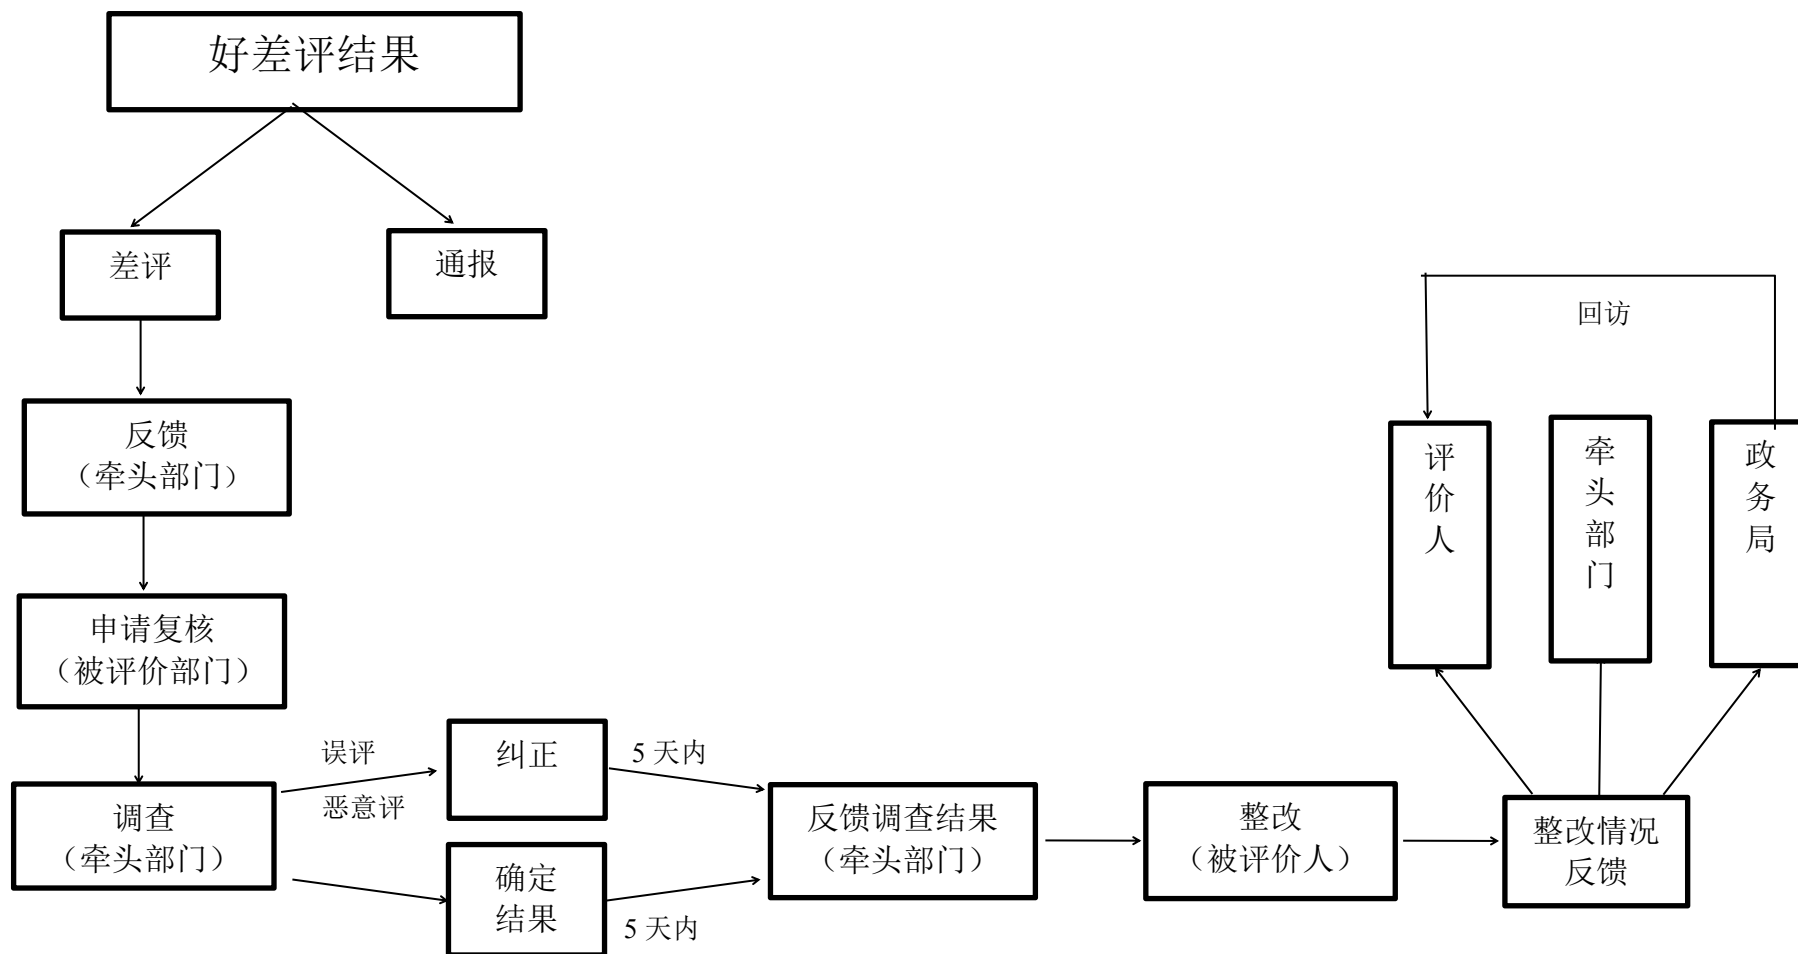 好差评结果
差评
通报
反馈
（牵头部门）
申请复核
（被评价部门）
调查
（牵头部门）
误评
恶意评
纠正
确定
结果
5 天内
5 天内
反馈调查结果
（牵头部门）
整改
（被评价人）
整改情况
反馈
评价人
牵头部门
政务局
回访